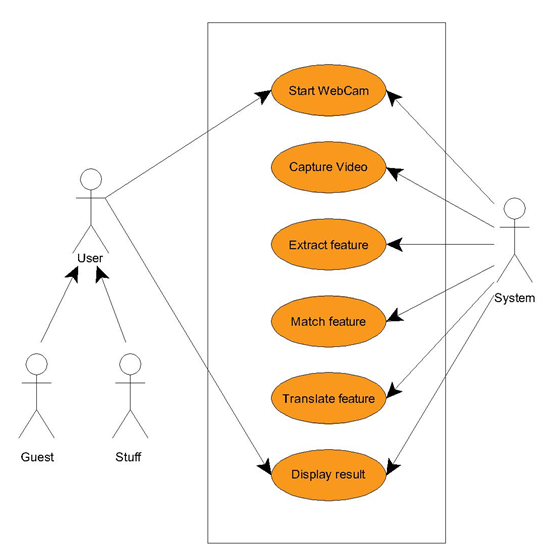 Start WebCam
Capture Video
Extract feature
User
System
Match feature
Translate feature
Guest
Stuff
Display result